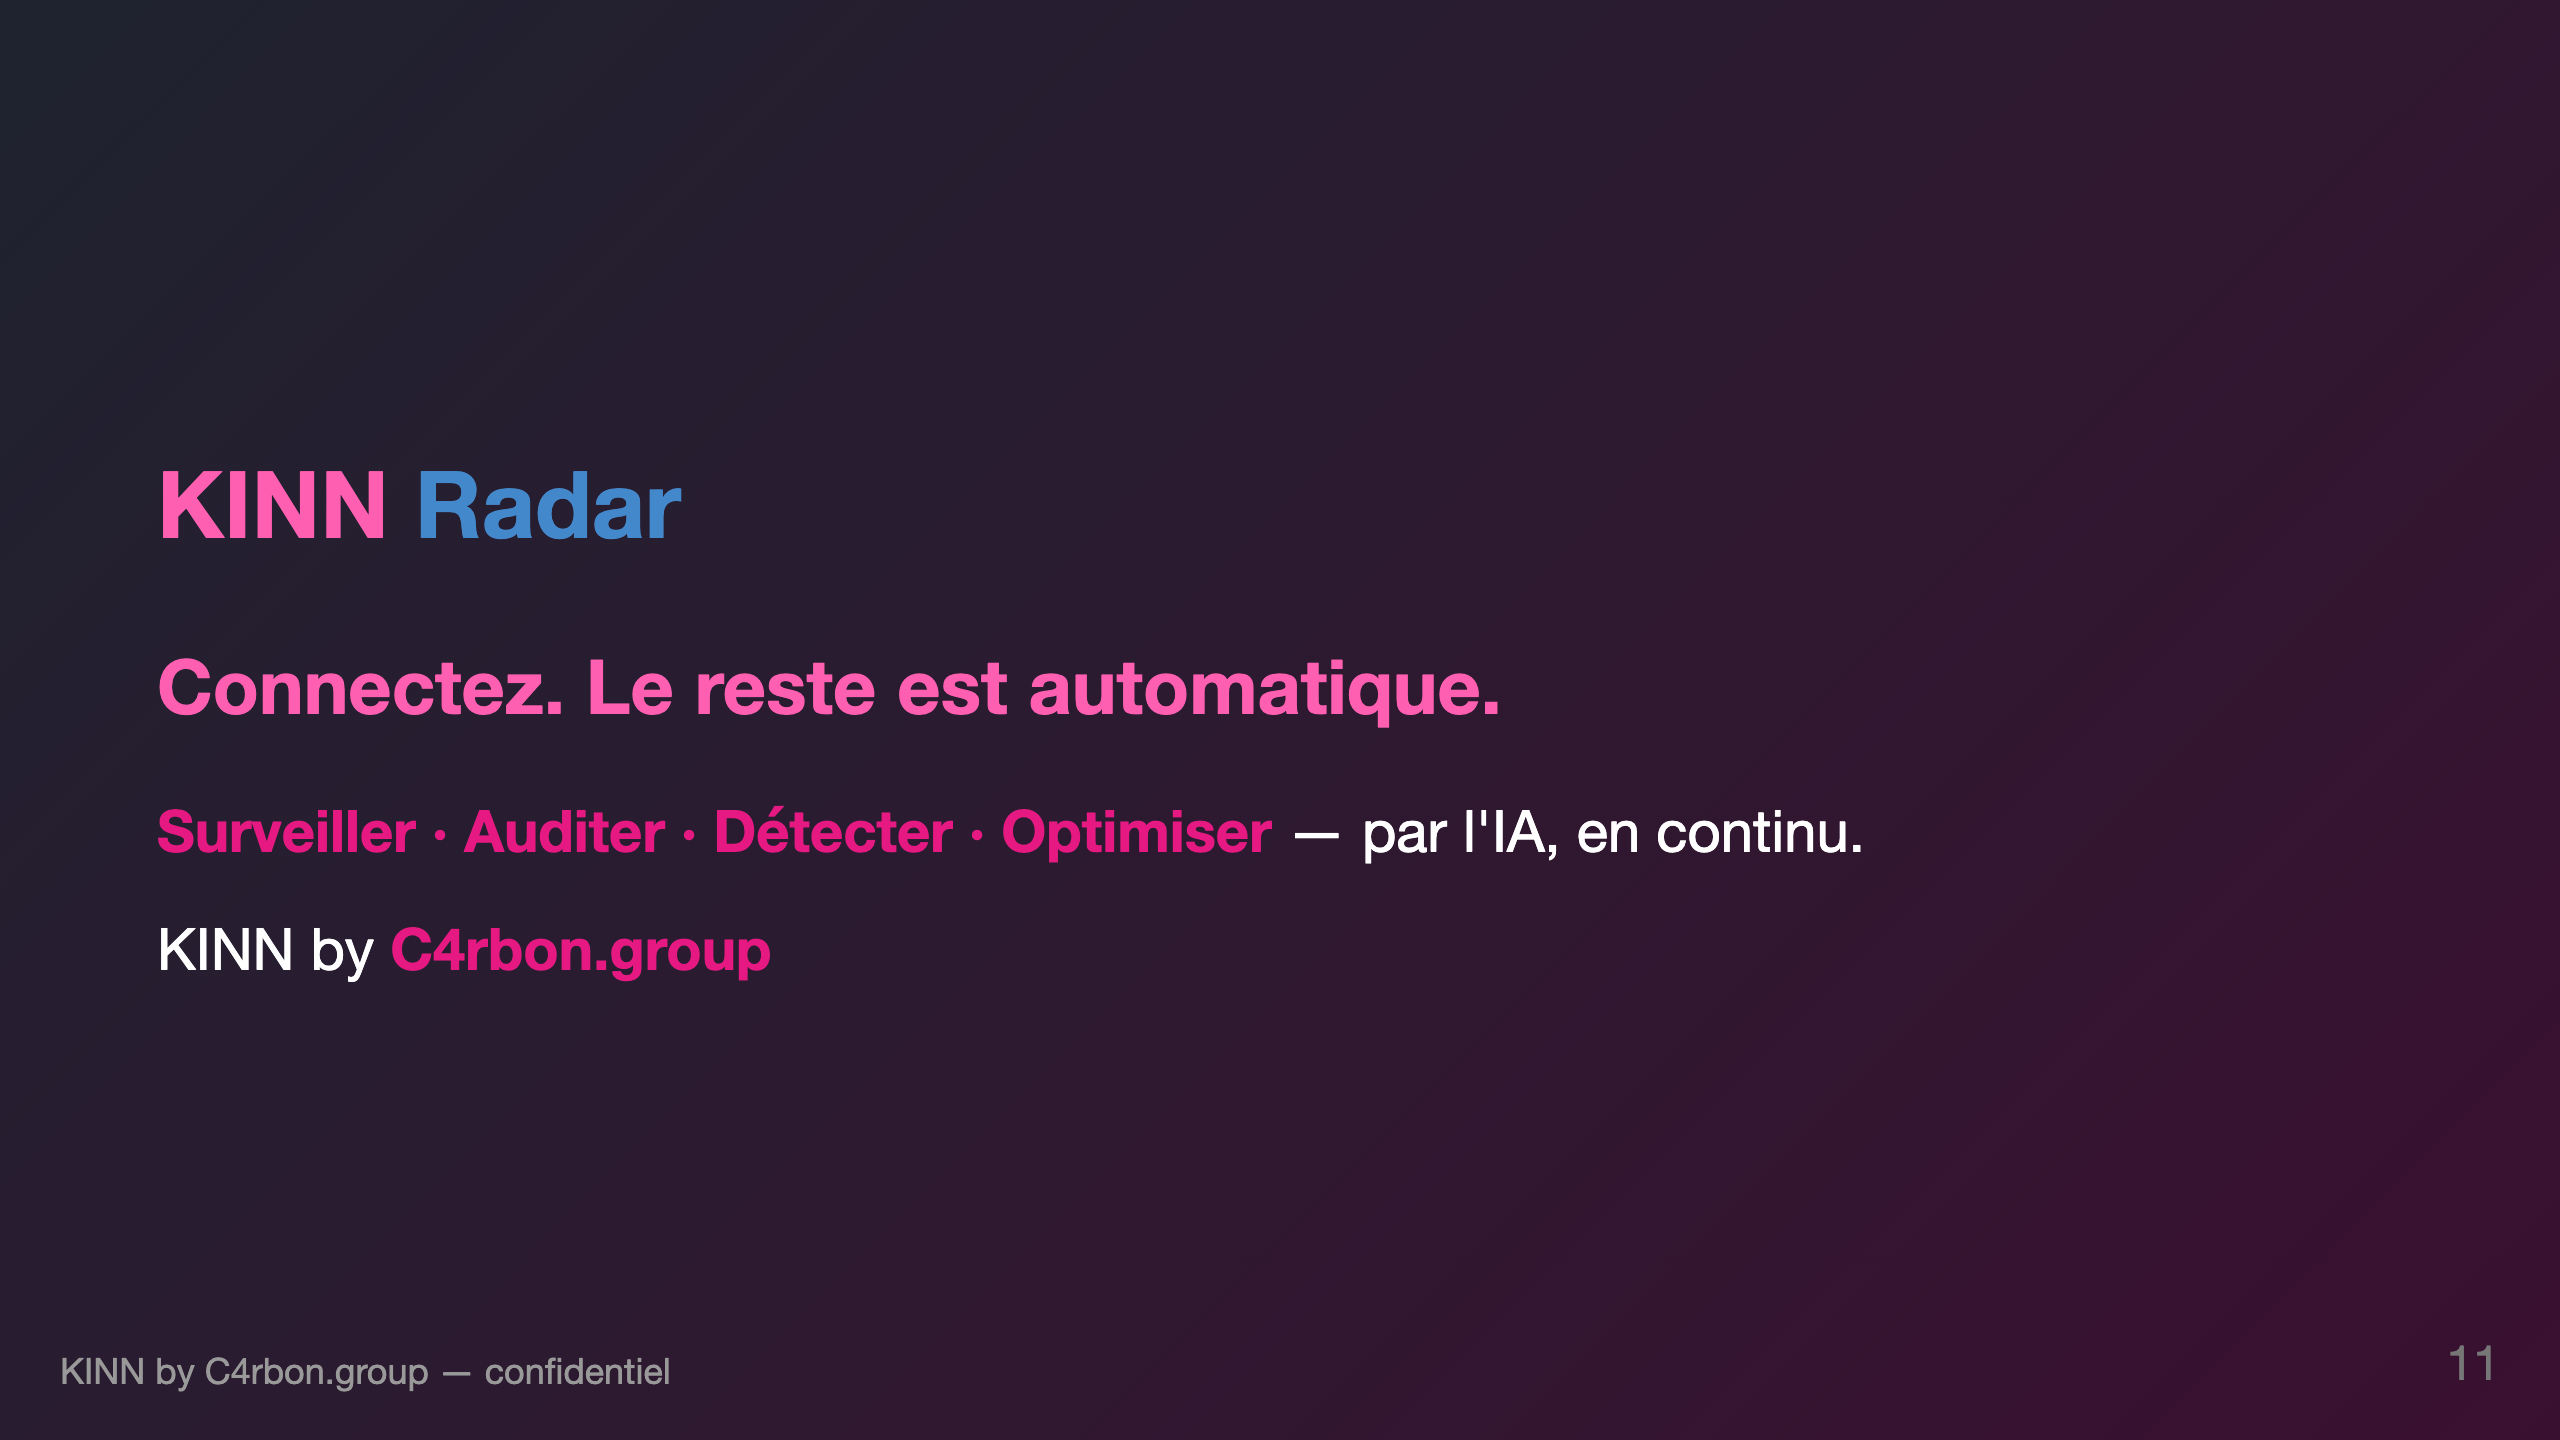 KINN Radar
Connectez. Le reste est automatique.
Surveiller · Auditer · Détecter · Optimiser — par l'IA, en continu.
KINN by C4rbon.group
KINN by C4rbon.group — confidentiel
11